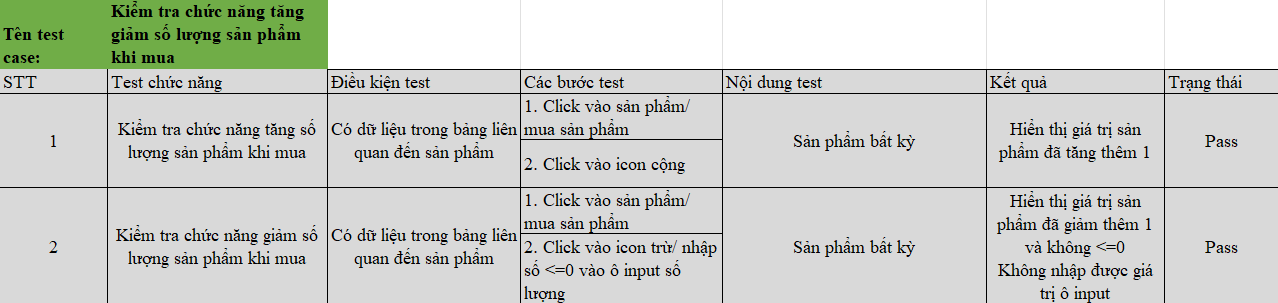 Tên test
case:
Kiểm tra chức năng tăng
giảm số lượng sản phẩm
khi mua
STT
Test chức năng
Điều kiện test
Các bước test
Nội dung test
Kết quả
Trạng thái
1
Kiểm tra chức năng tăng số
lượng sản phẩm khi mua
Có dữ liệu trong bảng liên
quan đến sản phẩm
1. Click vào sản phẩm/
mua sản phẩm
2. Click vào icon cộng
Sản phẩm bất kỳ
Hiển thị giá trị sản
phẩm đã tăng thêm 1
Pass
2
Kiểm tra chức năng giảm số
lượng sản phẩm khi mua
Có dữ liệu trong bảng liên
quan đến sản phẩm
1. Click vào sản phẩm/
mua sản phẩm
2. Click vào icon trừ/ nhập
số <=0 vào ô input số
lượng
Sản phẩm bất kỳ
Hiển thị giá trị sản
phẩm đã giảm thêm 1
và không <=0
Không nhập được giá
trị ô input
Pass